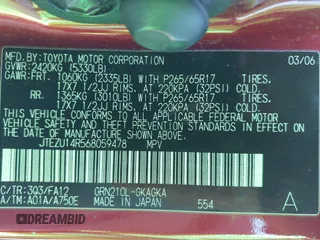 MFD.BY:TOYOTA MOTOR CORPORATION 03/06
GVWR:2420KG (5330LB)
GAWR:FRT. 1060KG (2335LB) WITH P265/65R17 TIRES,
17X7 1/2JJ RIMS, AT 220KPA (32PSI) COLD
RR. 1365KG (3010LB) WITH P265/65R17 TIRES,
17X7 1/2JJ RIMS, AT 220KPA (32PSI) COLD
THIS VEHICLE CONFORMS TO ALL APPLICABLE FEDERAL MOTOR
VEHICLE SAFETY AND THEFT PREVENTION STANDARDS IN
EFFECT ON THE DATE OF MANUFACTURE SHOWN ABOVE.
JTEZU14R568059478 MPV
C/TR:3Q3/FA12 GRN210L-GKAGKA
A/TM:A01A/A750E MADE IN JAPAN 554 A
AUTOBIDMASTER